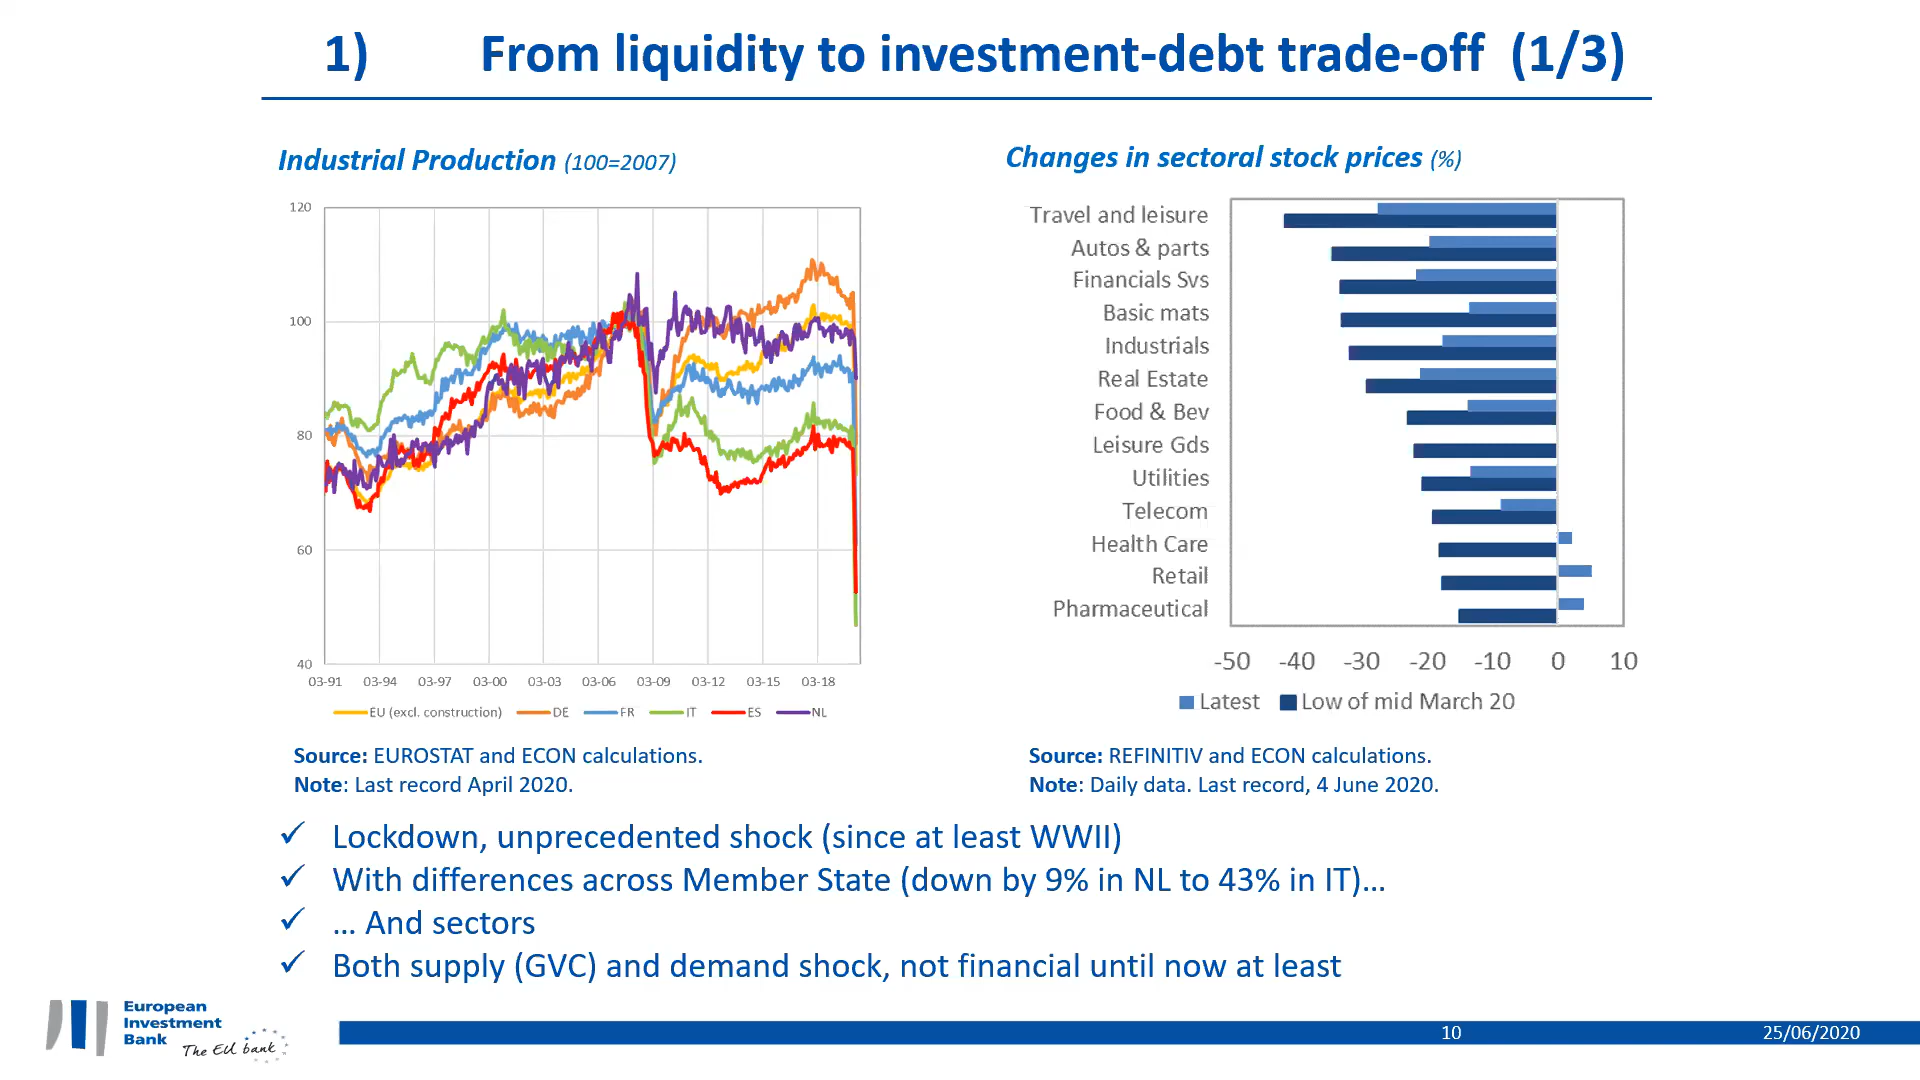 1) From liquidity to investment-debt trade-off (1/3)
Industrial Production (100=2007)
120
100
80
60
40
03-91 03-94 03-97 03-00 03-03 03-06 03-09 03-12 03-15 03-18
EU (excl. construction) DE FR IT ES NL
Source: EUROSTAT and ECON calculations.
Note: Last record April 2020.
Changes in sectoral stock prices (%)
Travel and leisure
Autos & parts
Financials Svs
Basic mats
Industrials
Real Estate
Food & Bev
Leisure Gds
Utilities
Telecom
Health Care
Retail
Pharmaceutical
-50 -40 -30 -20 -10 0 10
Latest Low of mid March 20
Source: REFINITIV and ECON calculations.
Note: Daily data. Last record, 4 June 2020.
✓ Lockdown, unprecedented shock (since at least WWII)
✓ With differences across Member State (down by 9% in NL to 43% in IT)…
✓ … And sectors
✓ Both supply (GVC) and demand shock, not financial until now at least
European
Investment
Bank
The EU bank
10 25/06/2020